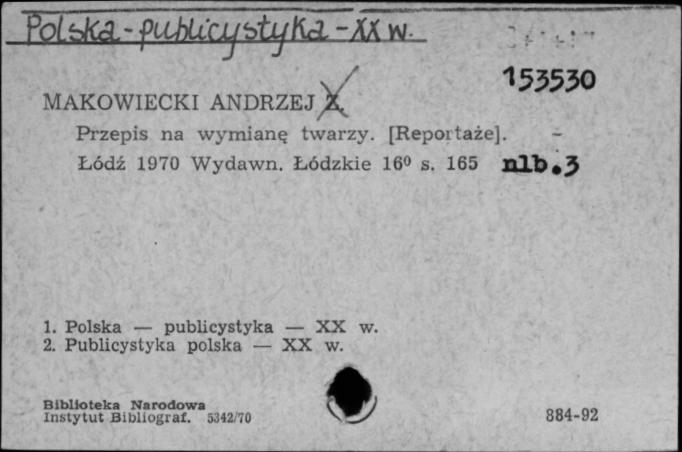 Polska - publicystyka - XX w.
153530
MAKOWIECKI ANDRZEJ Z.
Przepis na wymianę twarzy. [Reportaże]. –
Łódź 1970 Wydawn. Łódzkie 16⁰ s. 165 nlb. 3
1. Polska — publicystyka — XX w.
2. Publicystyka polska — XX w.
Biblioteka Narodowa
Instytut Bibliograf. 5342/70
884-92